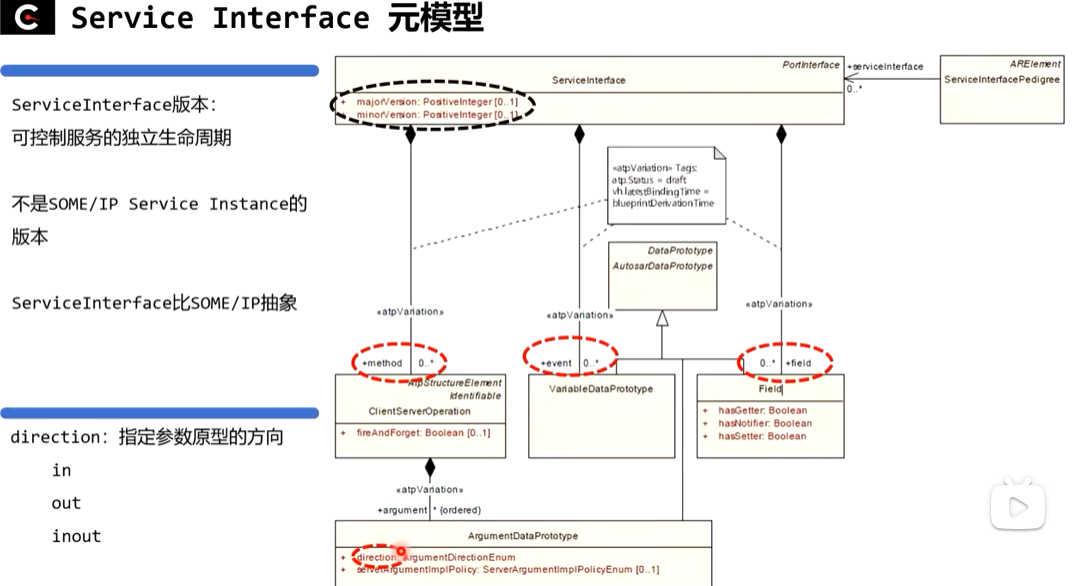 Service Interface 元模型
ServiceInterface版本：
可控制服务的独立生命周期
不是SOME/IP Service Instance的
版本
ServiceInterface比SOME/IP抽象
direction：指定参数原型的方向
in
out
inout
PortInterface
ServiceInterface
+ majorVersion: PositiveInteger [0..1]
minorVersion: PositiveInteger [0..1]
+serviceInterface
0..*
ARElement
ServiceInterfacePedigree
«atpVariation» Tags:
atp.Status = draft
vh.latestBindingTime =
blueprintDerivationTime
DataPrototype
AutosarDataPrototype
«atpVariation»
«atpVariation»
«atpVariation»
+method 0..*
+event 0..*
0..* +field
AtpStructureElement
Identifiable
ClientServerOperation
+ fireAndForget: Boolean [0..1]
VariableDataPrototype
Field
+ hasGetter: Boolean
+ hasNotifier: Boolean
+ hasSetter: Boolean
«atpVariation»
+argument * {ordered}
ArgumentDataPrototype
+ direction: ArgumentDirectionEnum
+ serverArgumentImplPolicy: ServerArgumentImplPolicyEnum [0..1]